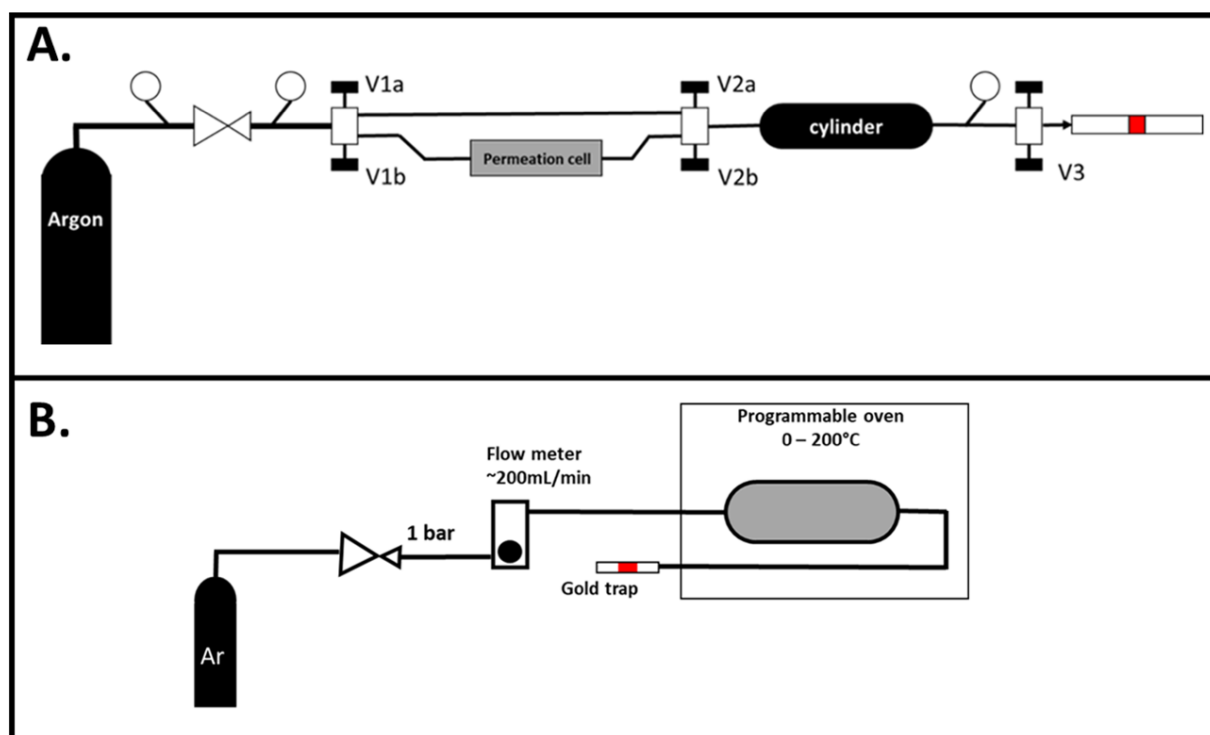 A.
V1a
V2a
cylinder
Permeation cell
V1b
V2b
V3
Argon
B.
Programmable oven
0 – 200°C
Flow meter
~200mL/min
1 bar
Gold trap
Ar